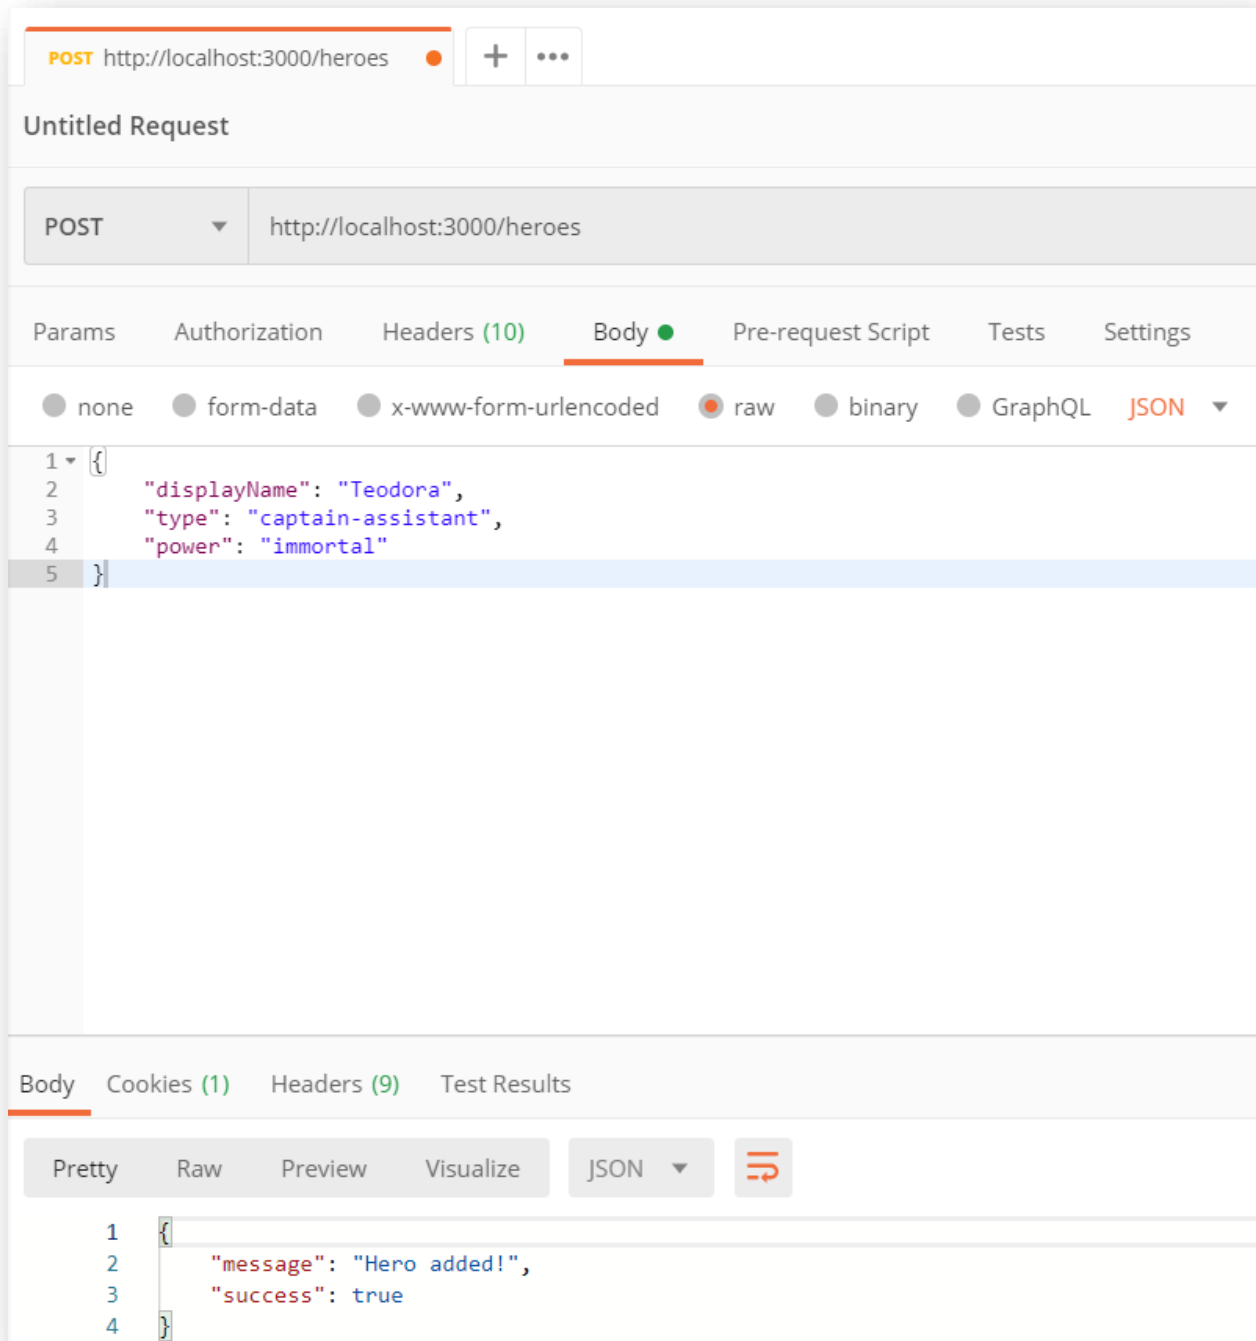 POST http://localhost:3000/heroes
Untitled Request
POST http://localhost:3000/heroes
Params Authorization Headers (10) Body Pre-request Script Tests Settings
none form-data x-www-form-urlencoded raw binary GraphQL JSON
1 {
2 "displayName": "Teodora",
3 "type": "captain-assistant",
4 "power": "immortal"
5 }
Body Cookies (1) Headers (9) Test Results
Pretty Raw Preview Visualize JSON
1 {
2 "message": "Hero added!",
3 "success": true
4 }